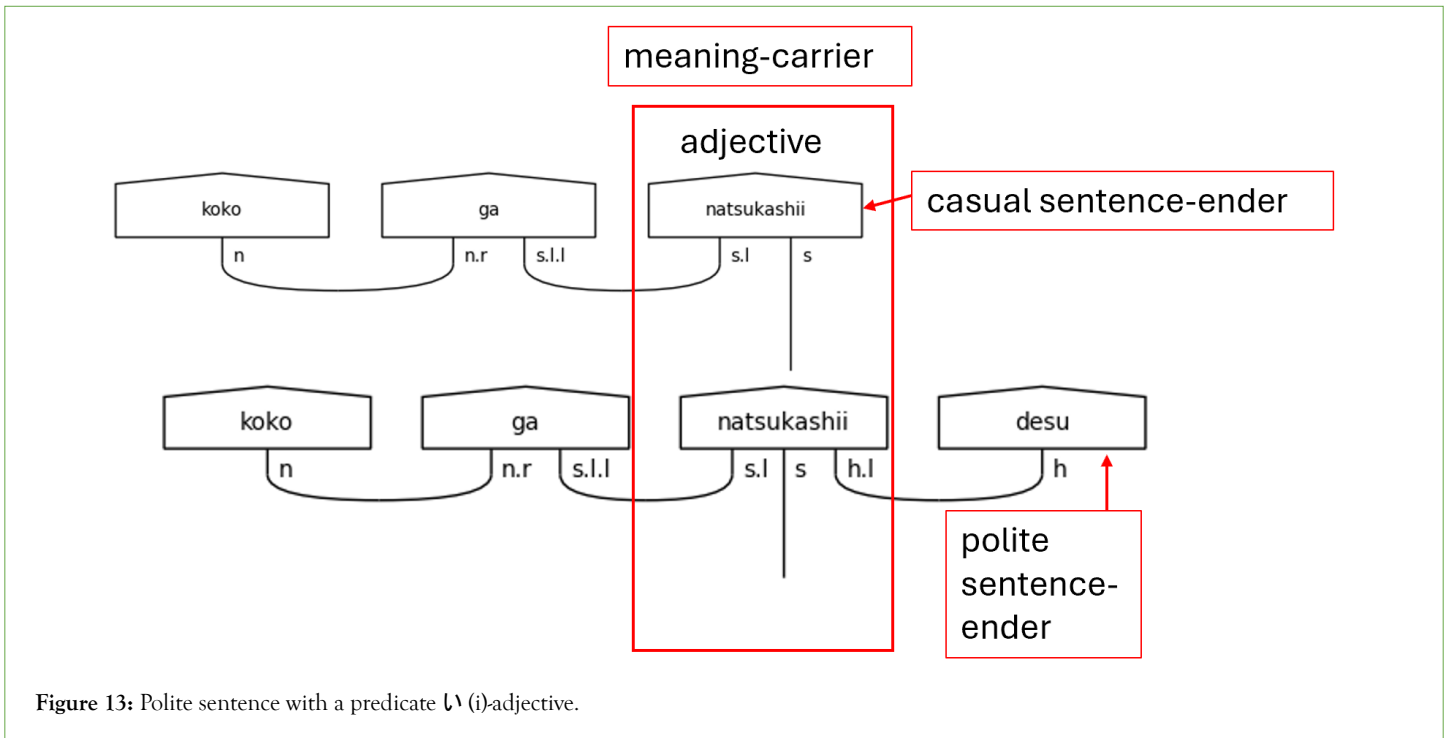 meaning-carrier
adjective
koko ga natsukashii casual sentence-ender
n n.r s.l.l s.l s
koko ga natsukashii desu
n n.r s.l.l s.l s h.l h
polite
sentence-
ender
Figure 13: Polite sentence with a predicate い (i)-adjective.